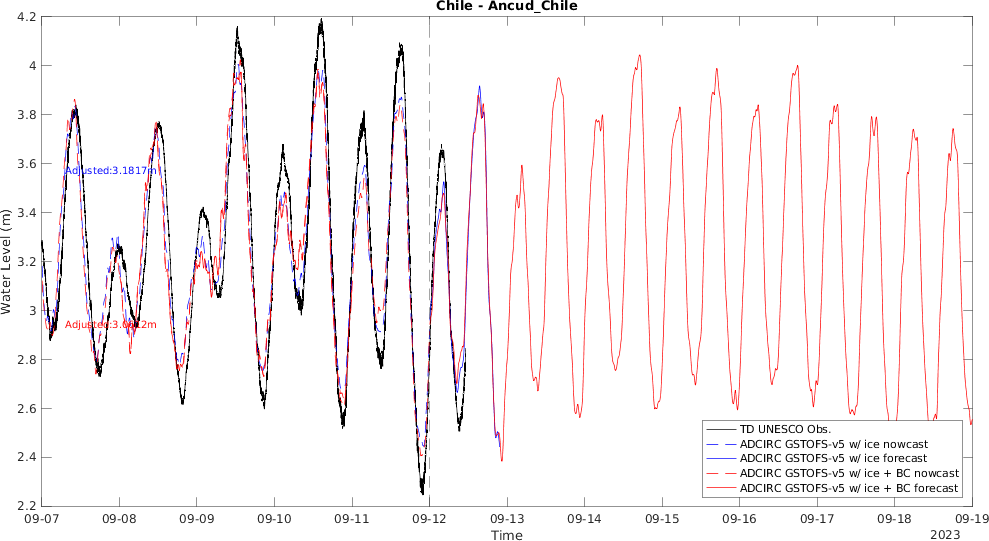 Chile - Ancud_Chile
4.2
4
3.8
3.6
3.4
3.2
3
2.8
2.6
2.4
2.2
Water Level (m)
Adjusted:3.1817m
TD UNESCO Obs.
ADCIRC GSTOFS-v5 w/ ice nowcast
ADCIRC GSTOFS-v5 w/ ice forecast
ADCIRC GSTOFS-v5 w/ ice + BC nowcast
ADCIRC GSTOFS-v5 w/ ice + BC forecast
09-07 09-08 09-09 09-10 09-11 09-12 09-13 09-14 09-15 09-16 09-17 09-18 09-19
Time
2023